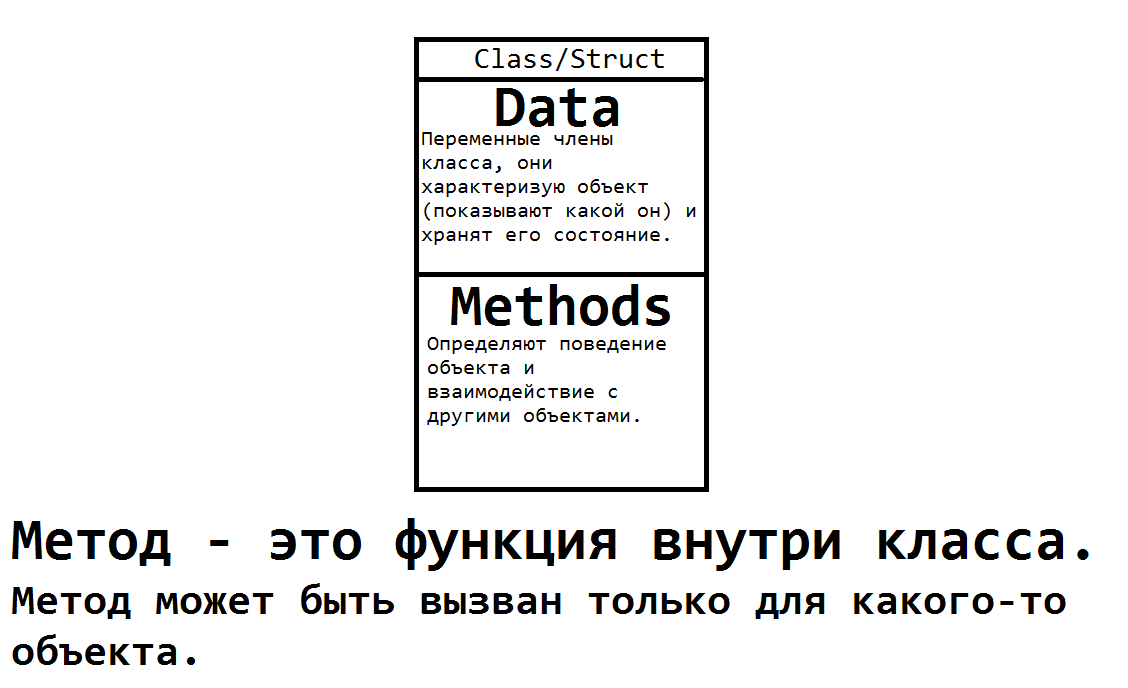 Class/Struct
Data
Переменные члены
класса, они
характеризую объект
(показывают какой он) и
хранят его состояние.
Methods
Определяют поведение
объекта и
взаимодействие с
другими объектами.
Метод - это функция внутри класса.
Метод может быть вызван только для какого-то
объекта.